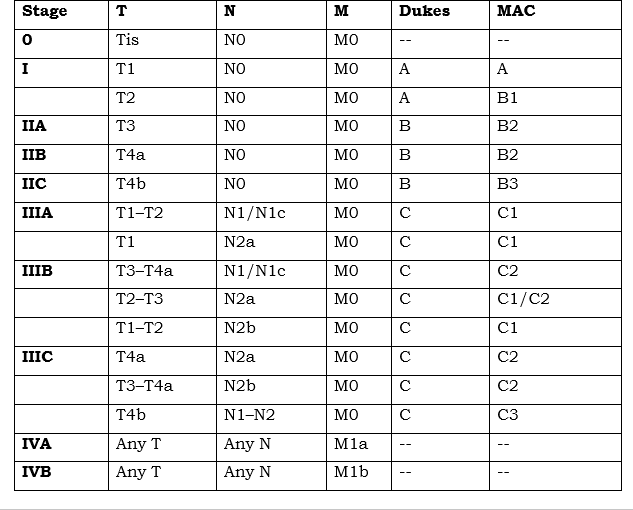 Stage T N M Dukes MAC
0 Tis N0 M0 -- --
I T1 N0 M0 A A
T2 N0 M0 A B1
IIA T3 N0 M0 B B2
IIB T4a N0 M0 B B2
IIC T4b N0 M0 B B3
IIIA T1–T2 N1/N1c M0 C C1
T1 N2a M0 C C1
IIIB T3–T4a N1/N1c M0 C C2
T2–T3 N2a M0 C C1/C2
T1–T2 N2b M0 C C1
IIIC T4a N2a M0 C C2
T3–T4a N2b M0 C C2
T4b N1–N2 M0 C C3
IVA Any T Any N M1a -- --
IVB Any T Any N M1b -- --